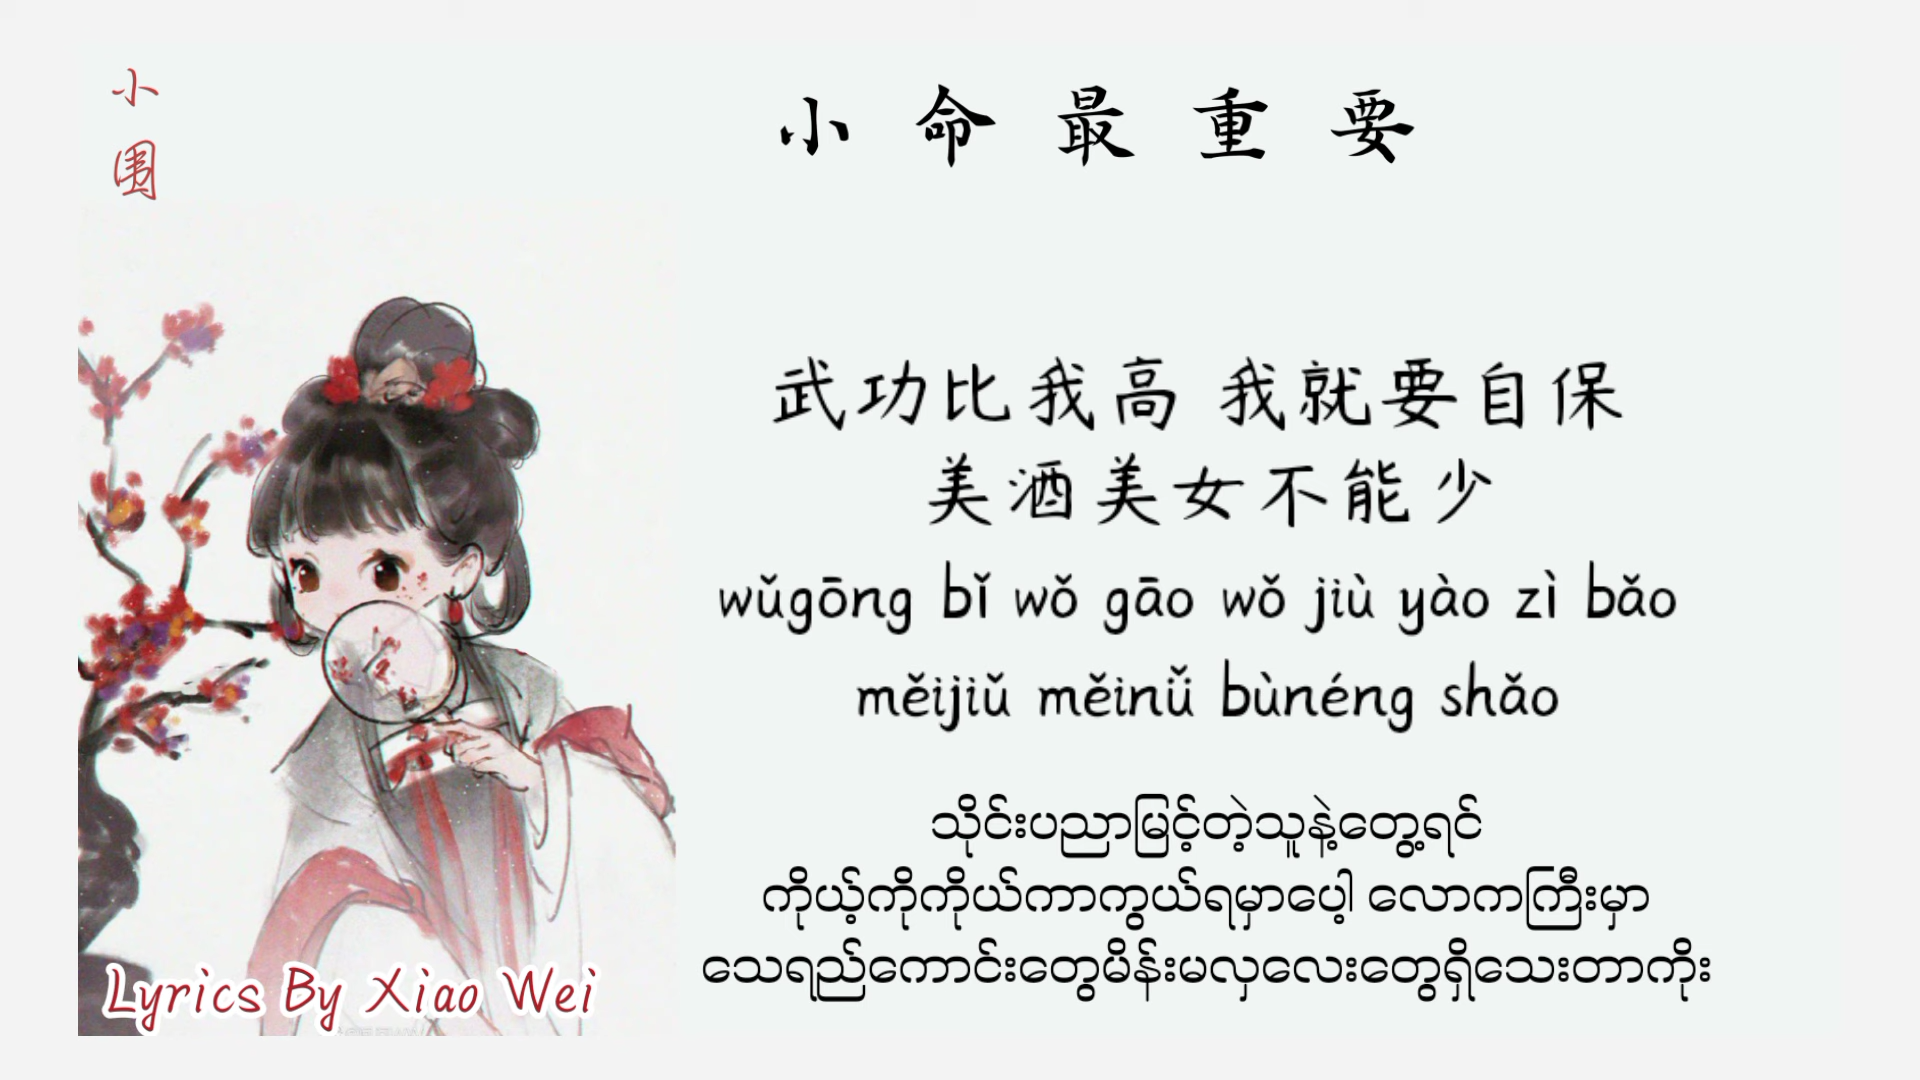 小
围
小命最重要
武功比我高 我就要自保
美酒美女不能少
wǔgōng bǐ wǒ gāo wǒ jiù yào zì bǎo
měijiǔ měinǚ bùnéng shǎo
သိုင်းပညာမြင့်တဲ့သူနဲ့တွေ့ရင်
ကိုယ့်ကိုကိုယ်ကာကွယ်ရမှာပေါ့ လောကကြီးမှာ
သေရည်ကောင်းတွေမိန်းမလှလေးတွေရှိသေးတာကိုး
Lyrics By Xiao Wei